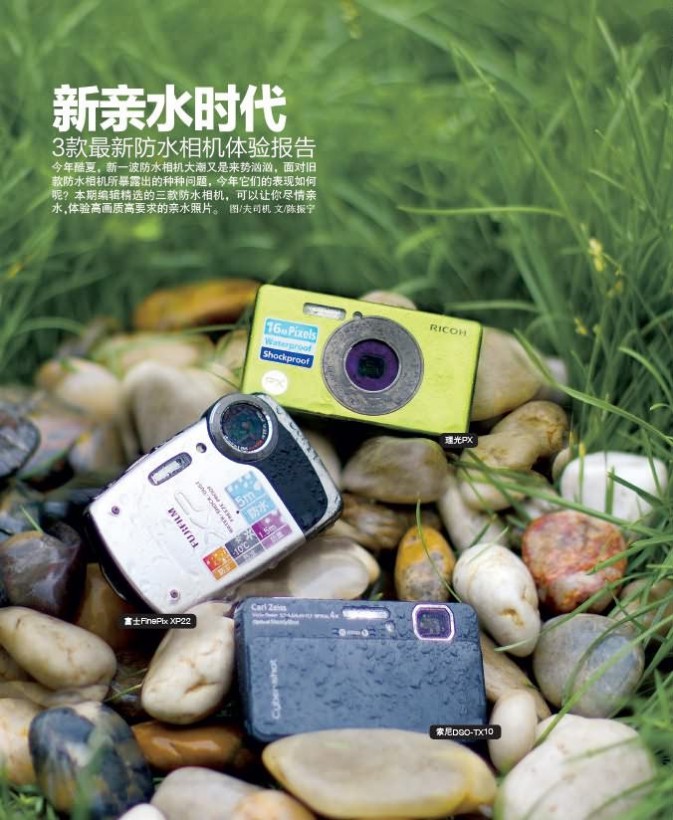 新亲水时代
3款最新防水相机体验报告
今年酷夏，新一波防水相机大潮又是来势汹汹，面对旧
款防水相机所暴露出的种种问题，今年它们的表现如何
呢？本期编辑精选的三款防水相机，可以让你尽情亲
水，体验高画质高要求的亲水照片。 图/夫司机 文/陈振宁
RICOH
16M Pixels
Waterproof
Shockproof
PX
理光PX
FUJIFILM
5m
防水
-10℃
1.5m
富士FinePix XP22
Carl Zeiss
Cyber-shot
索尼DSC-TX10